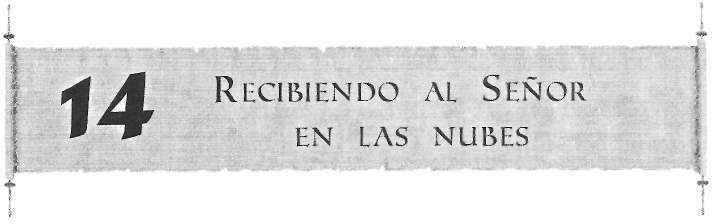 14
RECIBIENDO AL SEÑOR
EN LAS NUBES